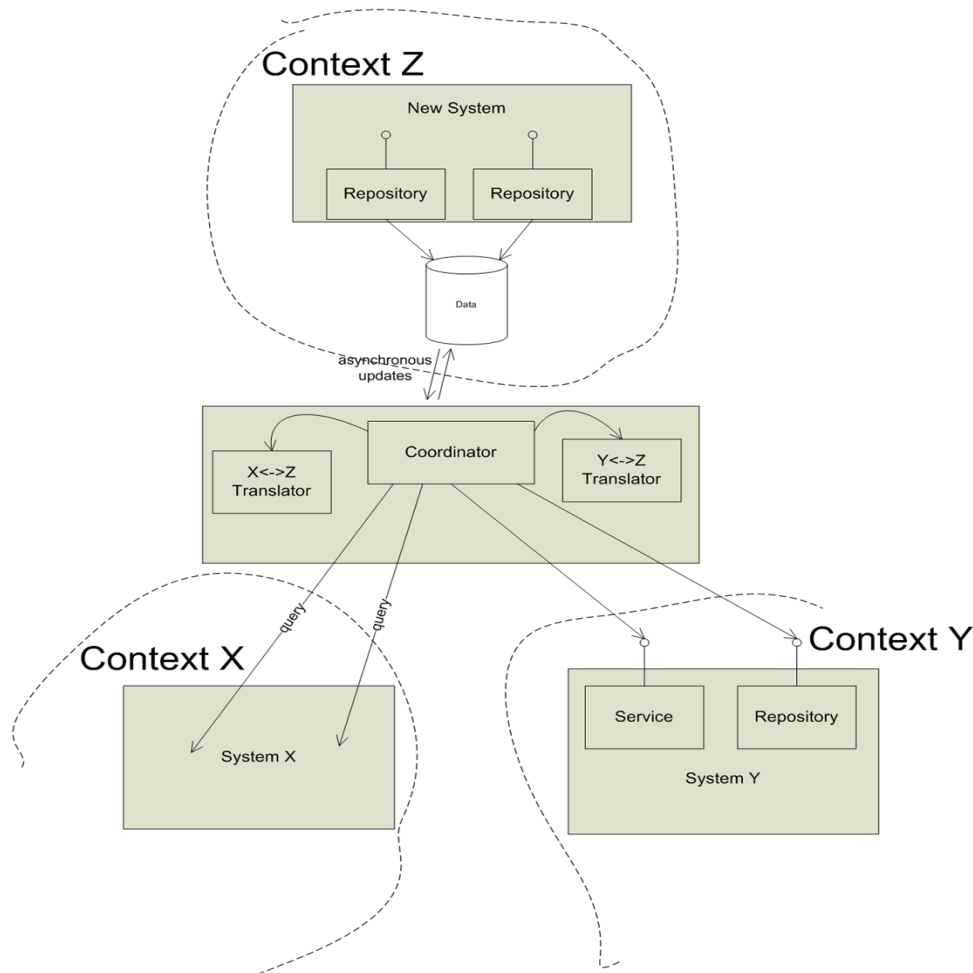 Context Z
New System
Repository
Repository
Data
asynchronous
updates
Coordinator
X<->Z
Translator
Y<->Z
Translator
query
query
Context X
Context Y
System X
Service
Repository
System Y